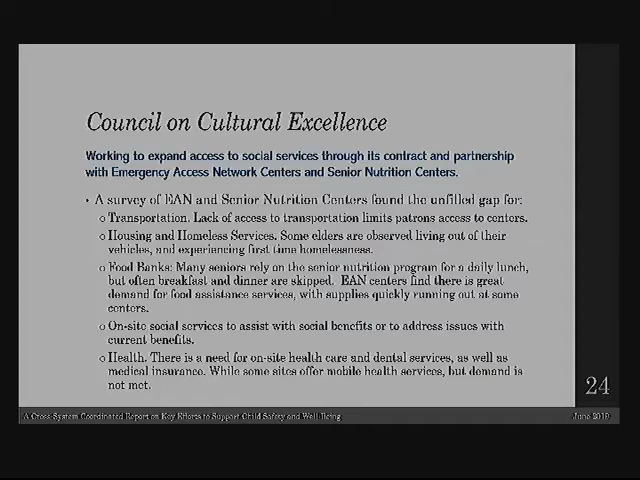 Council on Cultural Excellence
Working to expand access to social services through its contract and partnership
with Emergency Access Network Centers and Senior Nutrition Centers.
• A survey of EAN and Senior Nutrition Centers found the unfilled gap for:
o Transportation. Lack of access to transportation limits patrons access to centers.
o Housing and Homeless Services. Some elders are observed living out of their
vehicles, and experiencing first time homelessness.
o Food Banks: Many seniors rely on the senior nutrition program for a daily lunch,
but often breakfast and dinner are skipped. EAN centers find there is great
demand for food assistance services, with supplies quickly running out at some
centers.
o On-site social services to assist with social benefits or to address issues with
current benefits.
o Health. There is a need for on-site health care and dental services, as well as
medical insurance. While some sites offer mobile health services, but demand is
not met.
24
A Cross-System Coordinated Report on Key Efforts to Support Child Safety and Well-Being
June 2019